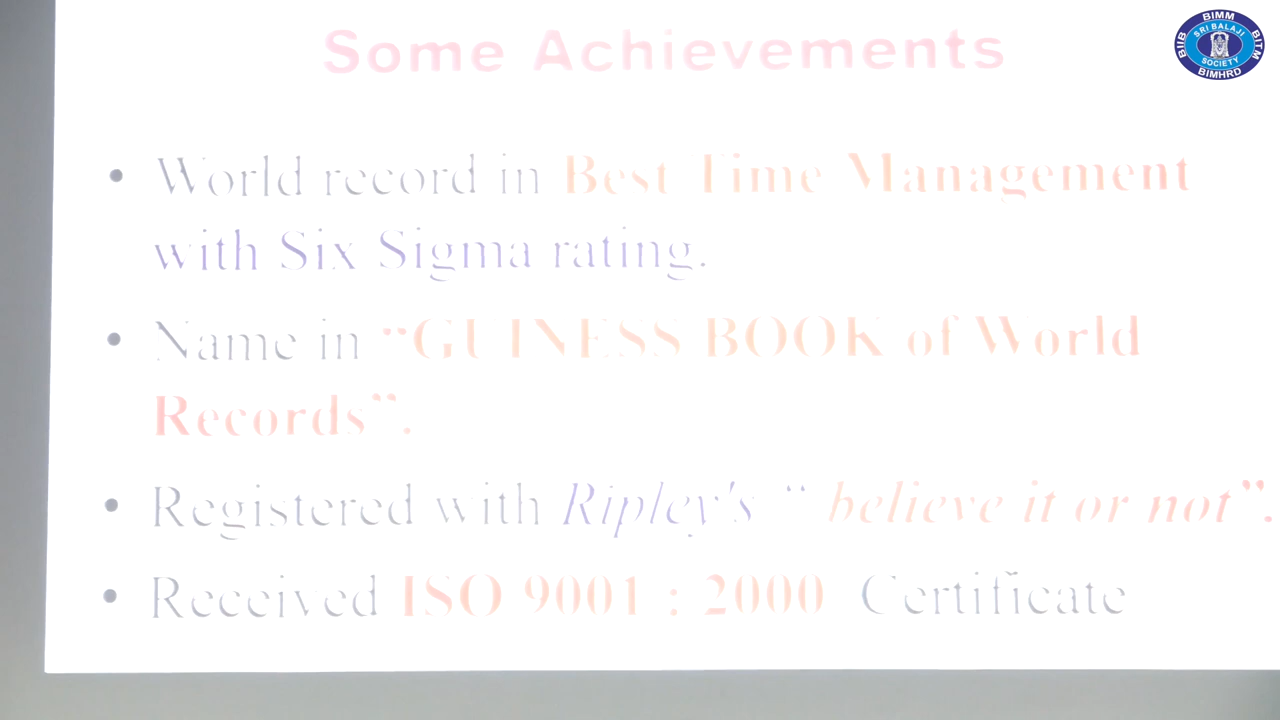 Some Achievements
BIMM
SRI BALAJI
BIIB
BITM
SOCIETY
BIMHRD
• World record in Best Time Management
with Six Sigma rating.
• Name in “GUINESS BOOK of World
Records”.
• Registered with Ripley's “ believe it or not”.
• Received ISO 9001 : 2000 Certificate